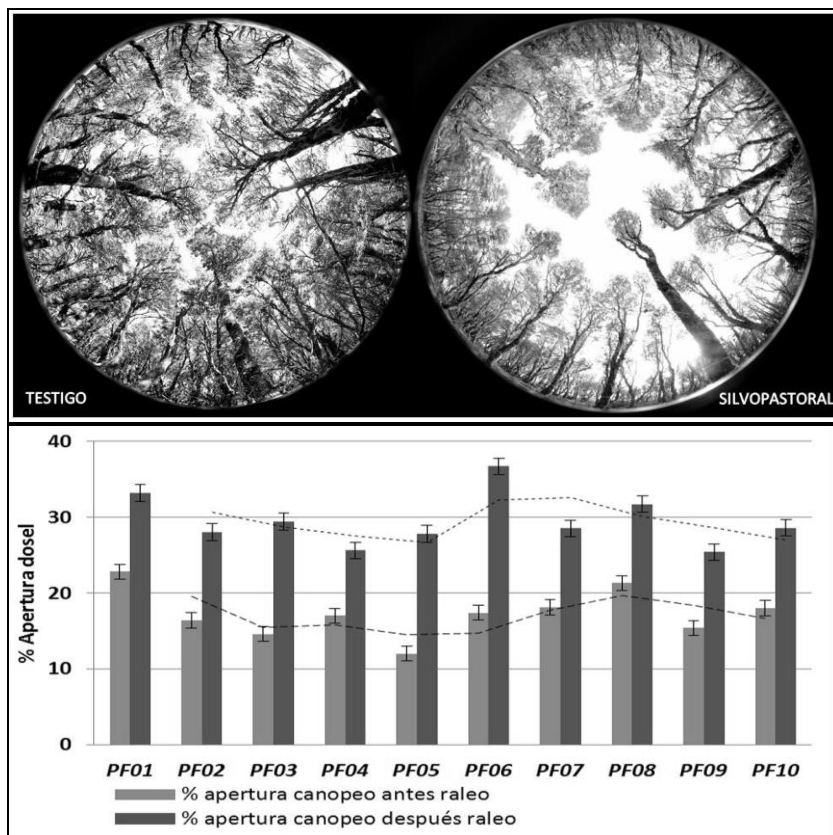 TESTIGO
SILVOPASTORAL
% Apertura dosel
40
30
20
10
0
PF01 PF02 PF03 PF04 PF05 PF06 PF07 PF08 PF09 PF10
% apertura canopeo antes raleo
% apertura canopeo después raleo